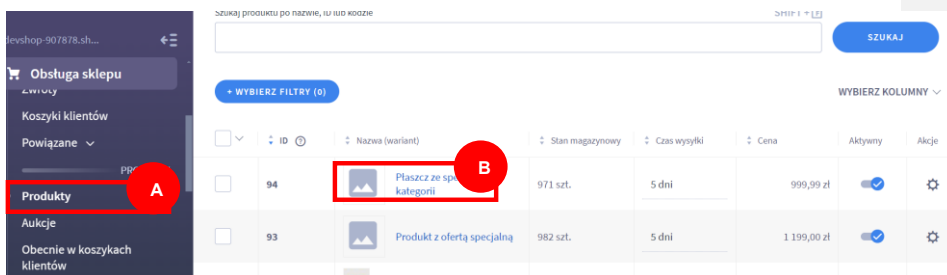 Szukaj produktu po nazwie, ID lub kodzie
SHIFT + [F]
devshop-907878.sh...
SZUKAJ
Obsługa sklepu
Zwroty
+ WYBIERZ FILTRY (0)
WYBIERZ KOLUMNY
Koszyki klientów
Powiązane
ID
Nazwa (wariant)
Stan magazynowy
Czas wysyłki
Cena
Aktywny
Akcje
A
B
Produkty
94
Płaszcz ze
kategorii
971 szt.
5 dni
999,99 zł
Aukcje
93
Produkt z ofertą specjalną
982 szt.
5 dni
1 199,00 zł
Obecnie w koszykach
klientów